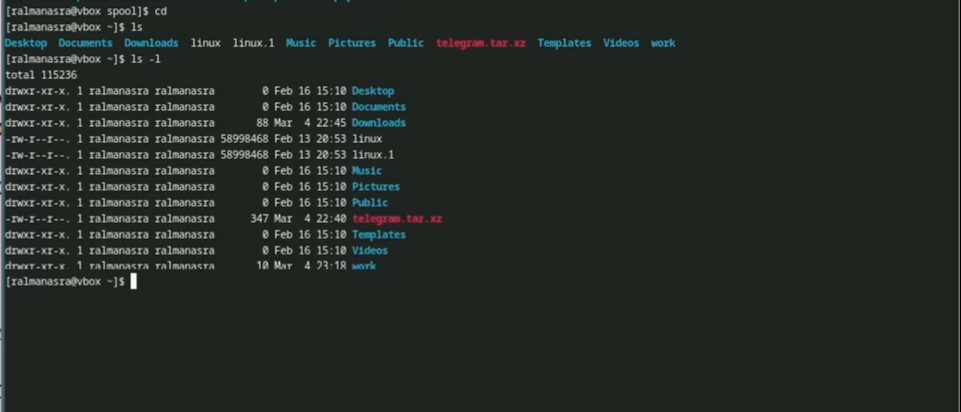 [ralmanasra@vbox spool]$ cd
[ralmanasra@vbox ~]$ ls
Desktop Documents Downloads linux linux.1 Music Pictures Public telegram.tar.xz Templates Videos work
[ralmanasra@vbox ~]$ ls -l
total 115236
drwxr-xr-x. 1 ralmanasra ralmanasra 0 Feb 16 15:10 Desktop
drwxr-xr-x. 1 ralmanasra ralmanasra 0 Feb 16 15:10 Documents
drwxr-xr-x. 1 ralmanasra ralmanasra 88 Mar 4 22:45 Downloads
-rw-r--r--. 1 ralmanasra ralmanasra 58998468 Feb 13 20:53 linux
-rw-r--r--. 1 ralmanasra ralmanasra 58998468 Feb 13 20:53 linux.1
drwxr-xr-x. 1 ralmanasra ralmanasra 0 Feb 16 15:10 Music
drwxr-xr-x. 1 ralmanasra ralmanasra 0 Feb 16 15:10 Pictures
drwxr-xr-x. 1 ralmanasra ralmanasra 0 Feb 16 15:10 Public
-rw-r--r--. 1 ralmanasra ralmanasra 347 Mar 4 22:40 telegram.tar.xz
drwxr-xr-x. 1 ralmanasra ralmanasra 0 Feb 16 15:10 Templates
drwxr-xr-x. 1 ralmanasra ralmanasra 0 Feb 16 15:10 Videos
drwxr-xr-x. 1 ralmanasra ralmanasra 10 Mar 4 23:18 work
[ralmanasra@vbox ~]$